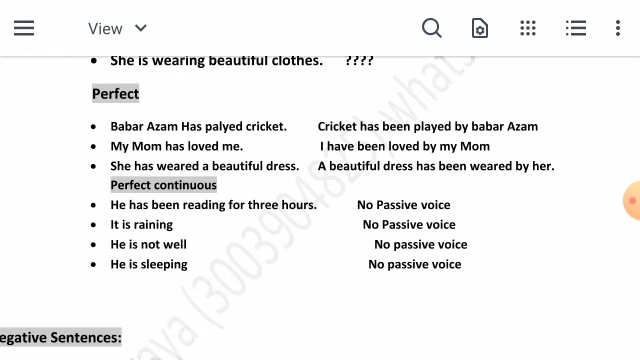 View
• She is wearing beautiful clothes. ????
Perfect
• Babar Azam Has palyed cricket. Cricket has been played by babar Azam
• My Mom has loved me. I have been loved by my Mom
• She has weared a beautiful dress. A beautiful dress has been weared by her.
Perfect continuous
• He has been reading for three hours. No Passive voice
• It is raining No Passive voice
• He is not well No passive voice
• He is sleeping No passive voice
egative Sentences: